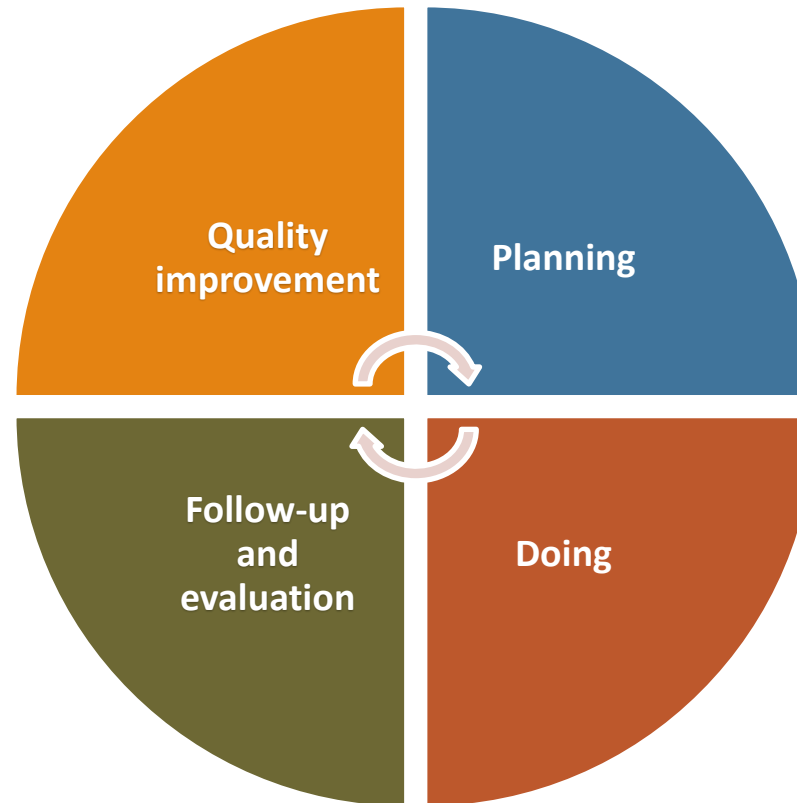 Quality
improvement
Planning
Follow-up
and
evaluation
Doing